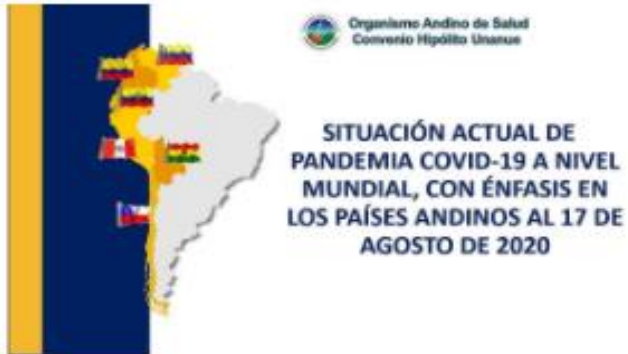 Organismo Andino de Salud
Convenio Hipólito Unanue
SITUACIÓN ACTUAL DE
PANDEMIA COVID-19 A NIVEL
MUNDIAL, CON ÉNFASIS EN
LOS PAÍSES ANDINOS AL 17 DE
AGOSTO DE 2020